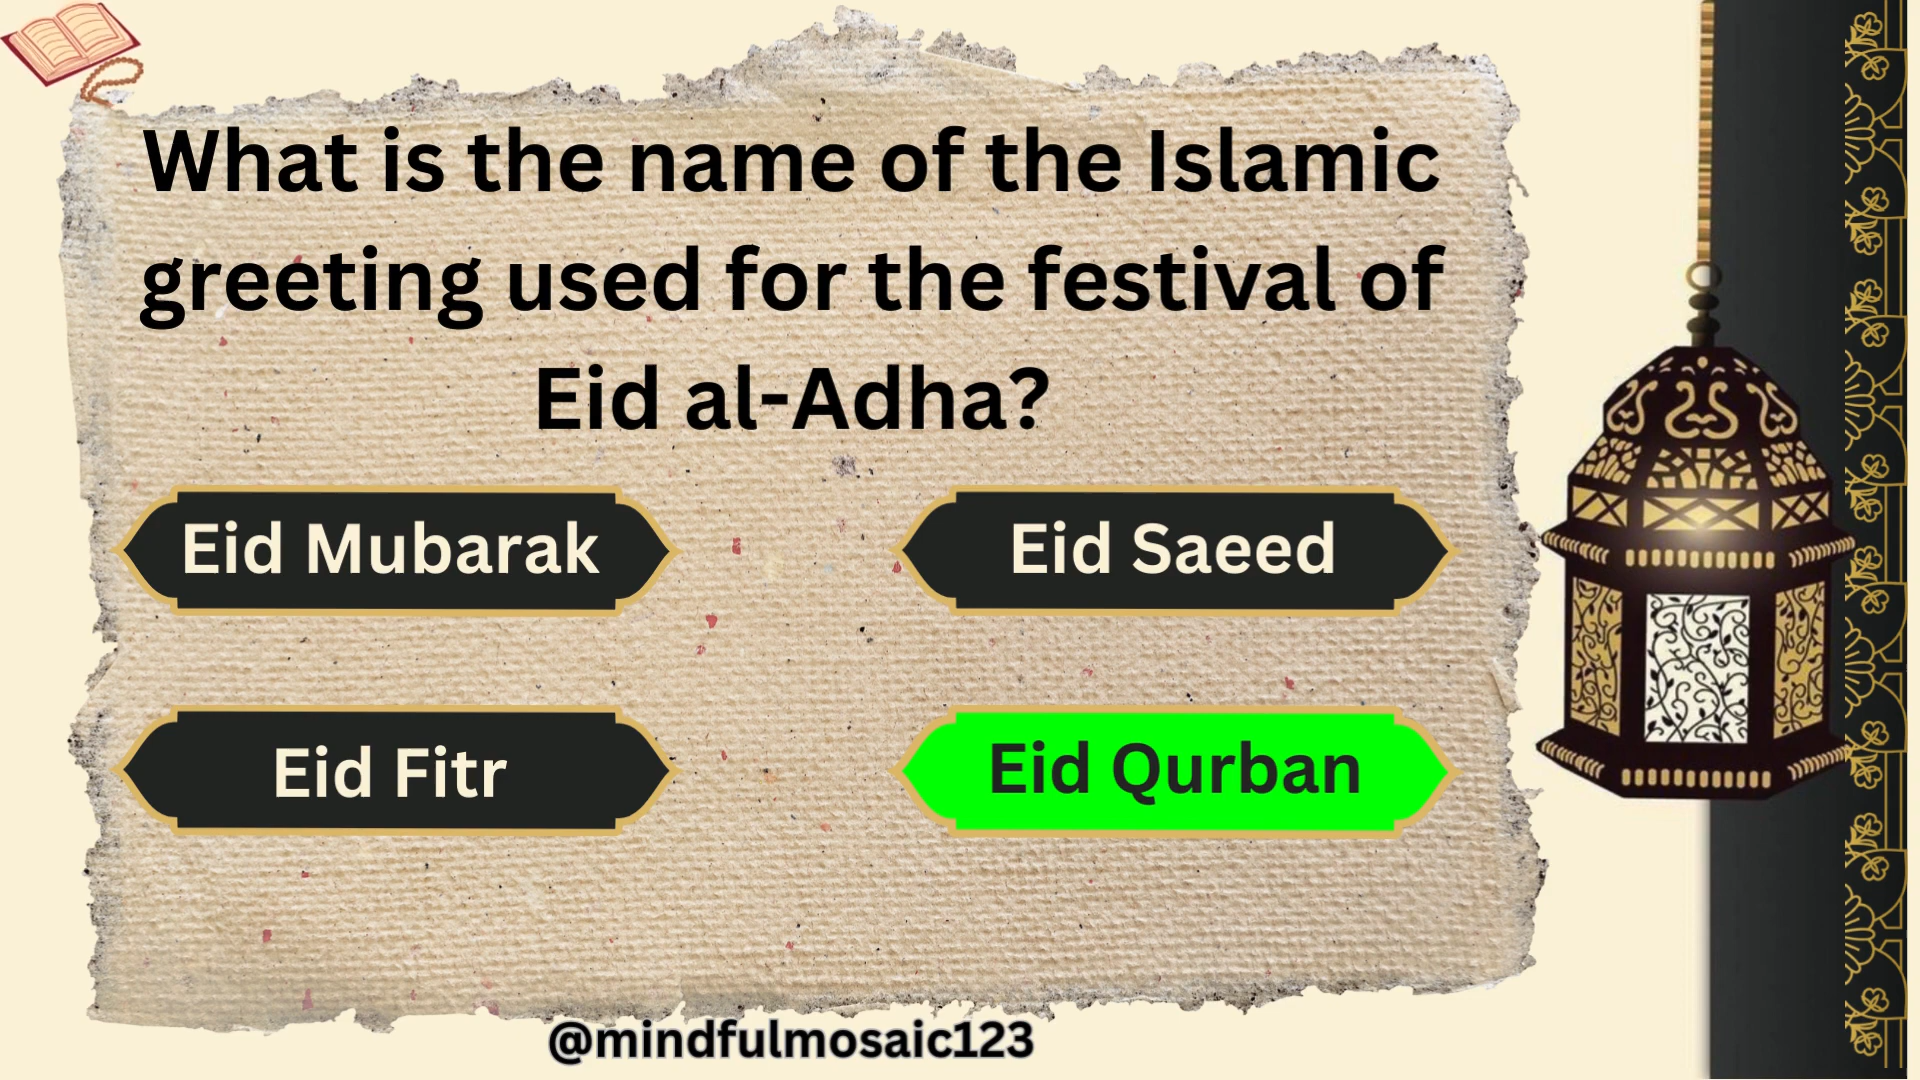 What is the name of the Islamic
greeting used for the festival of
Eid al-Adha?
Eid Mubarak
Eid Saeed
Eid Fitr
Eid Qurban
@mindfulmosaic123